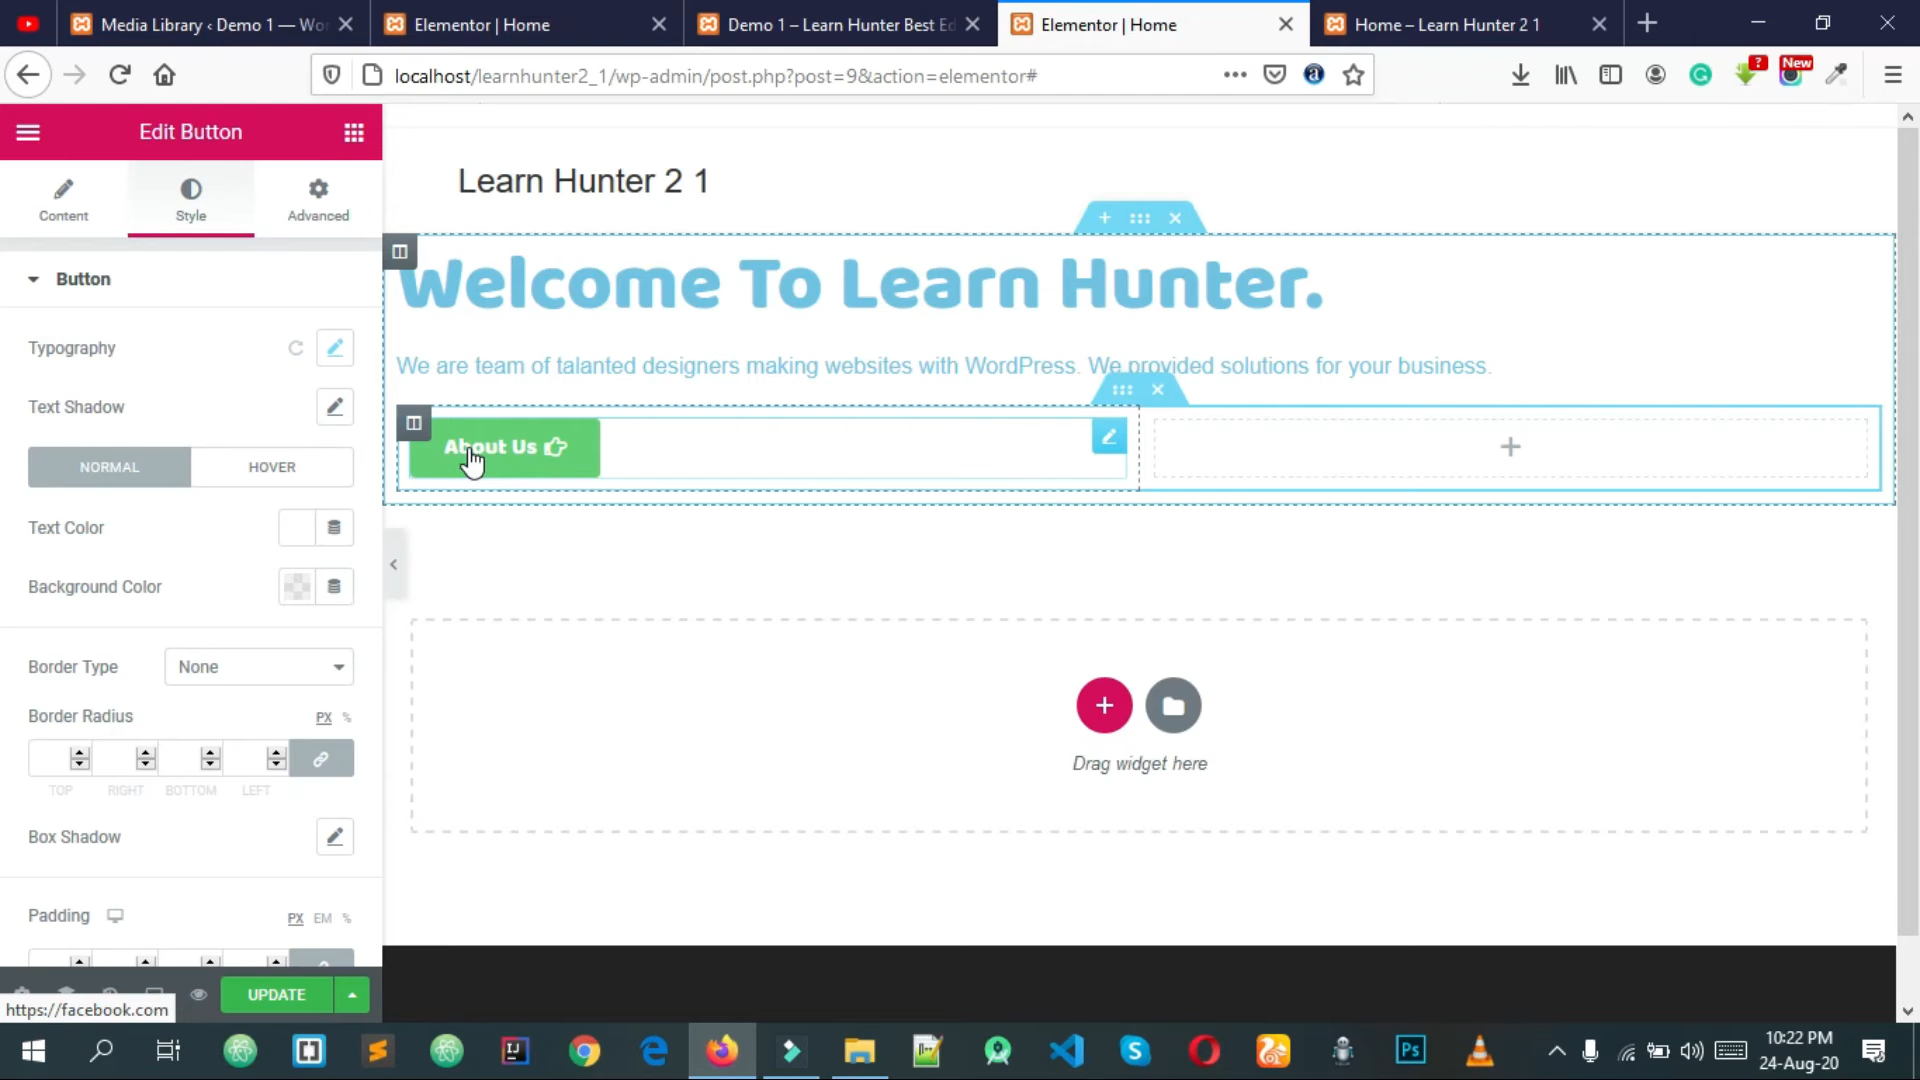 Media Library ‹ Demo 1 — Wo
Elementor | Home
Demo 1 – Learn Hunter Best Ed
Elementor | Home
Home – Learn Hunter 2 1
localhost/learnhunter2_1/wp-admin/post.php?post=9&action=elementor#
?
New
Edit Button
Learn Hunter 2 1
Content
Style
Advanced
Button
Welcome To Learn Hunter.
Typography
We are team of talanted designers making websites with WordPress. We provided solutions for your business.
Text Shadow
About Us
NORMAL
HOVER
Text Color
Background Color
Border Type
None
Border Radius
PX
%
TOP
RIGHT
BOTTOM
LEFT
Drag widget here
Box Shadow
Padding
PX
EM
%
UPDATE
https://facebook.com
10:22 PM
24-Aug-20